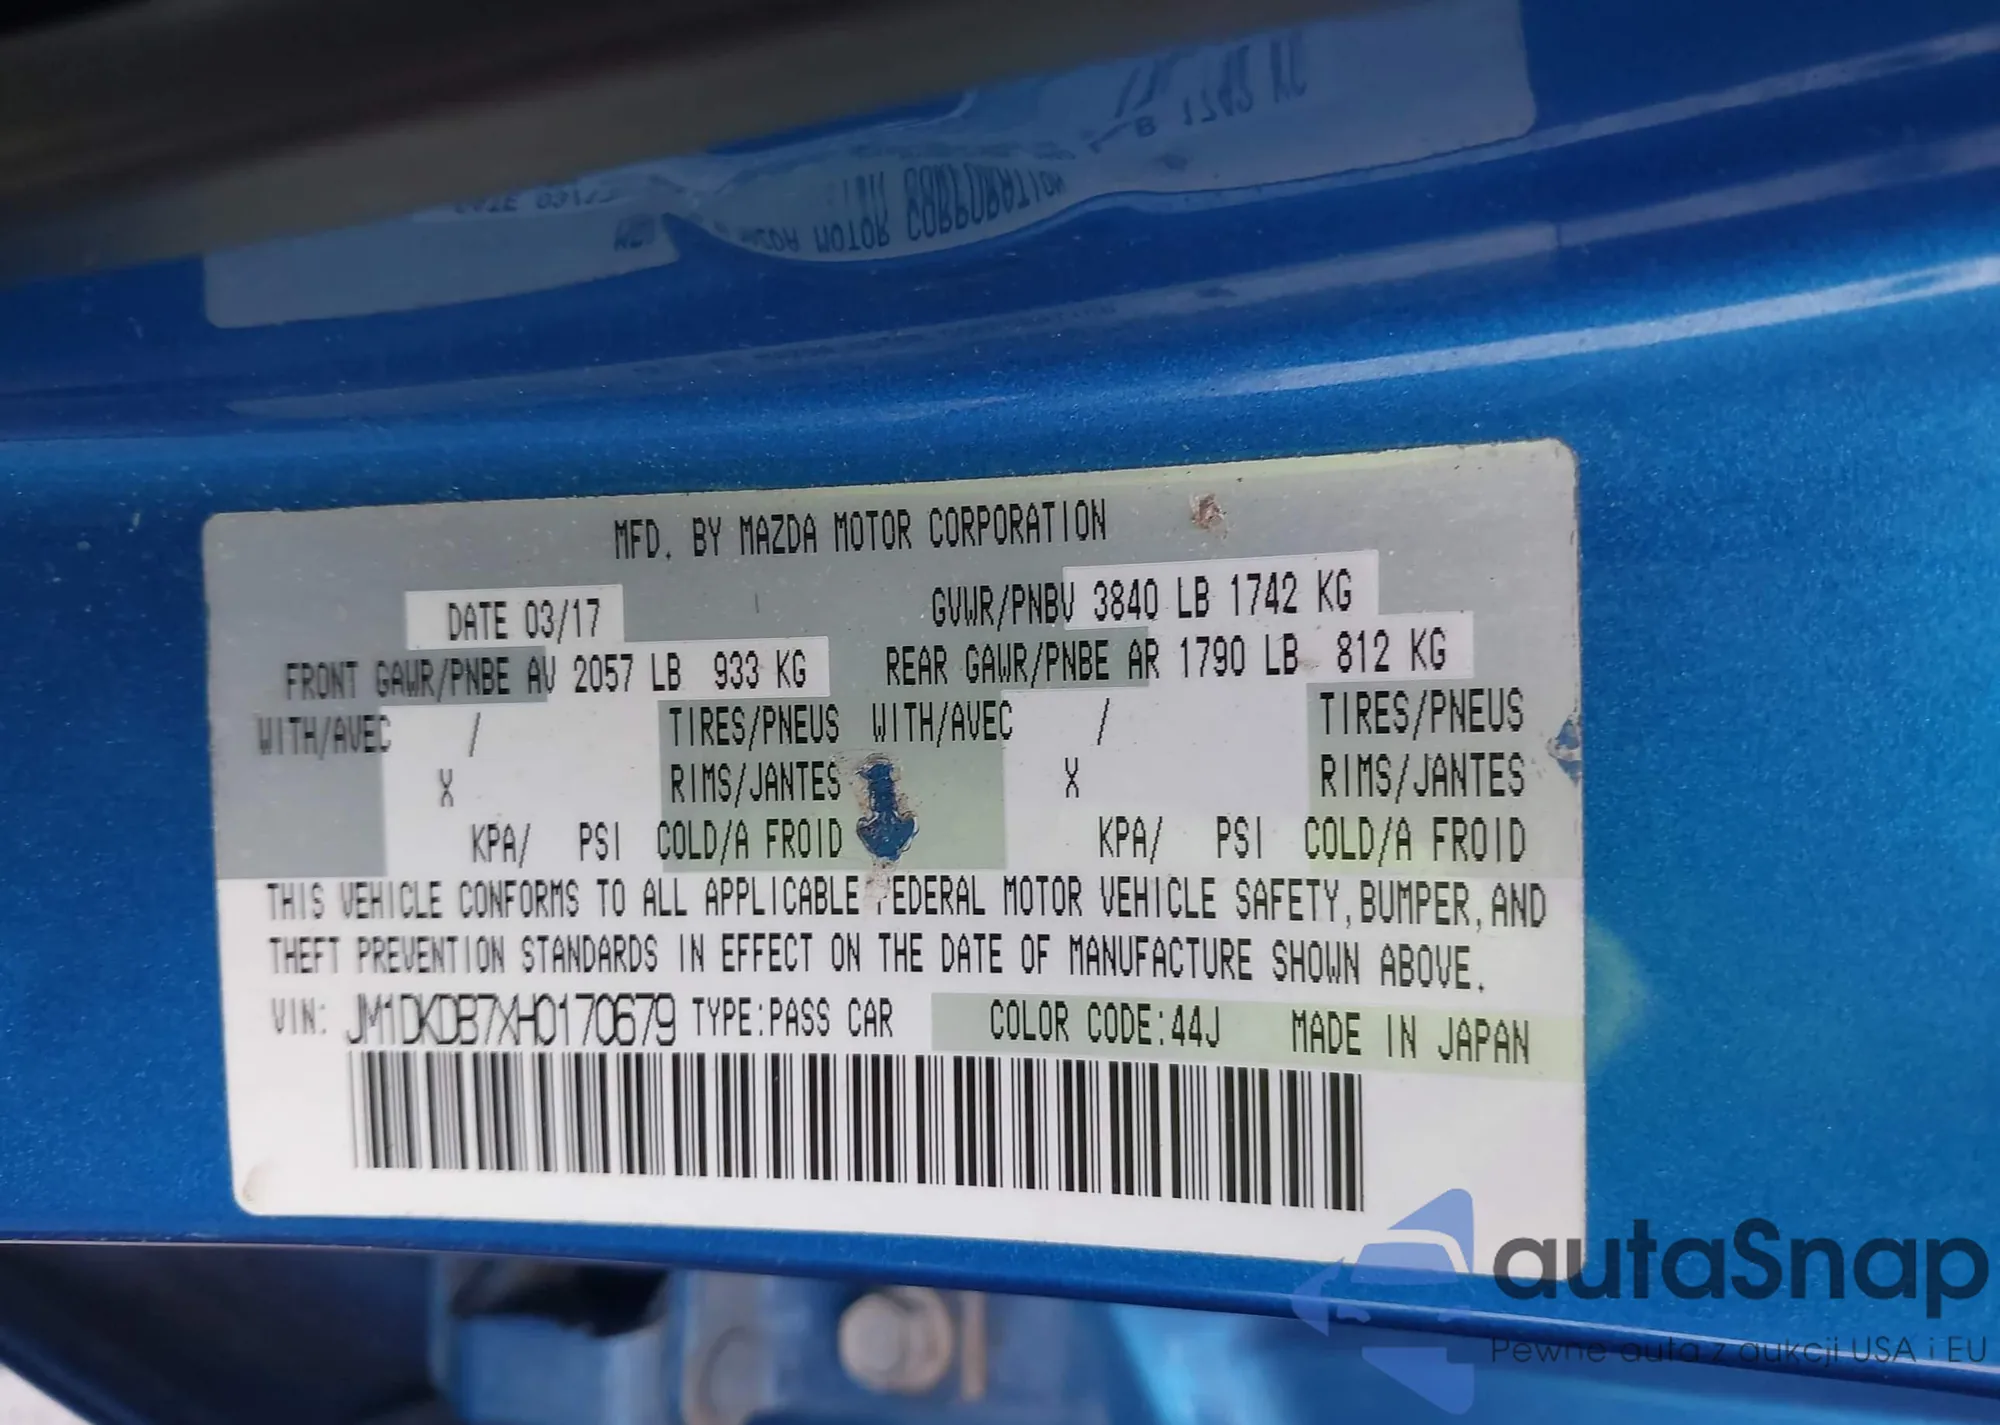 MFD. BY MAZDA MOTOR CORPORATION
DATE 03/17 GVWR/PNBV 3840 LB 1742 KG
FRONT GAWR/PNBE AV 2057 LB 933 KG REAR GAWR/PNBE AR 1790 LB 812 KG
WITH/AVEC / TIRES/PNEUS WITH/AVEC / TIRES/PNEUS
X RIMS/JANTES X RIMS/JANTES
KPA/ PSI COLD/A FROID KPA/ PSI COLD/A FROID
THIS VEHICLE CONFORMS TO ALL APPLICABLE FEDERAL MOTOR VEHICLE SAFETY, BUMPER, AND
THEFT PREVENTION STANDARDS IN EFFECT ON THE DATE OF MANUFACTURE SHOWN ABOVE.
VIN: JM1DKDB7XH0170679 TYPE:PASS CAR COLOR CODE:44J MADE IN JAPAN
autaSnap
Pewne auta z aukcji USA i EU